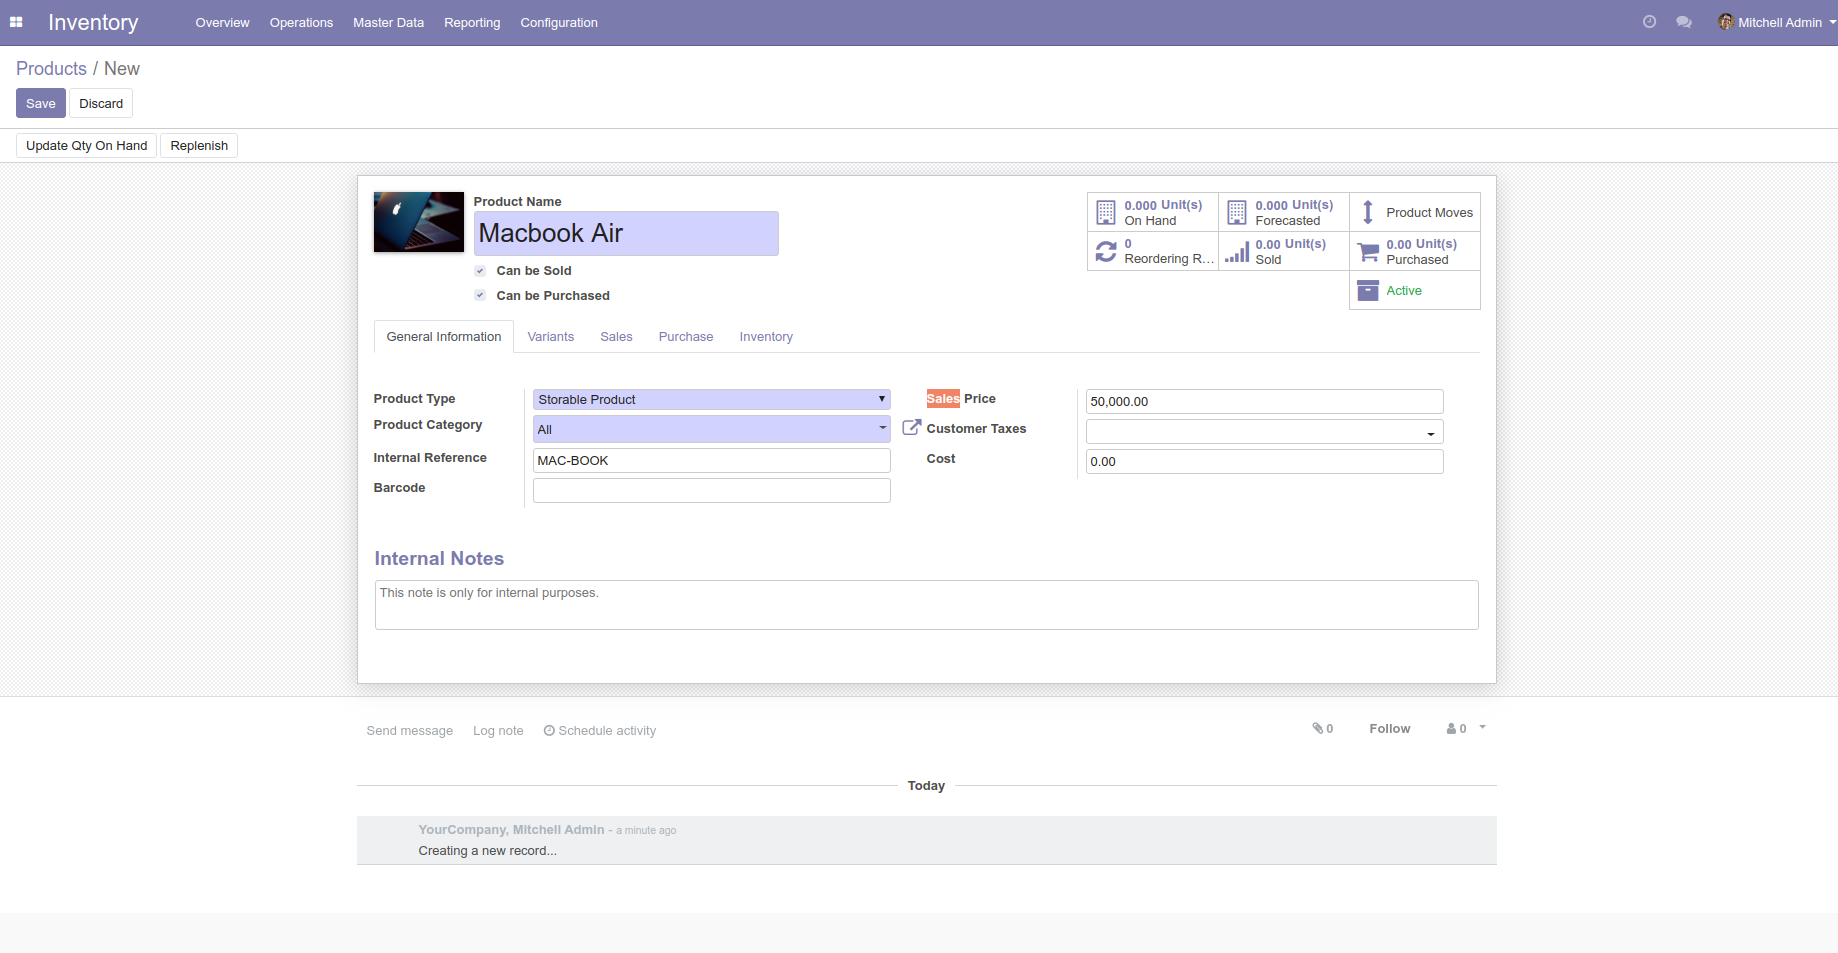 Inventory Overview Operations Master Data Reporting Configuration Mitchell Admin
Products / New
Save Discard
Update Qty On Hand Replenish
Product Name
Macbook Air
Can be Sold
Can be Purchased
0.000 Unit(s)
On Hand
0.000 Unit(s)
Forecasted
Product Moves
0
Reordering R...
0.00 Unit(s)
Sold
0.00 Unit(s)
Purchased
Active
General Information Variants Sales Purchase Inventory
Product Type Storable Product
Product Category All
Internal Reference MAC-BOOK
Barcode
Sales Price 50,000.00
Customer Taxes
Cost 0.00
Internal Notes
This note is only for internal purposes.
Send message Log note Schedule activity 0 Follow 0
Today
YourCompany, Mitchell Admin - a minute ago
Creating a new record...